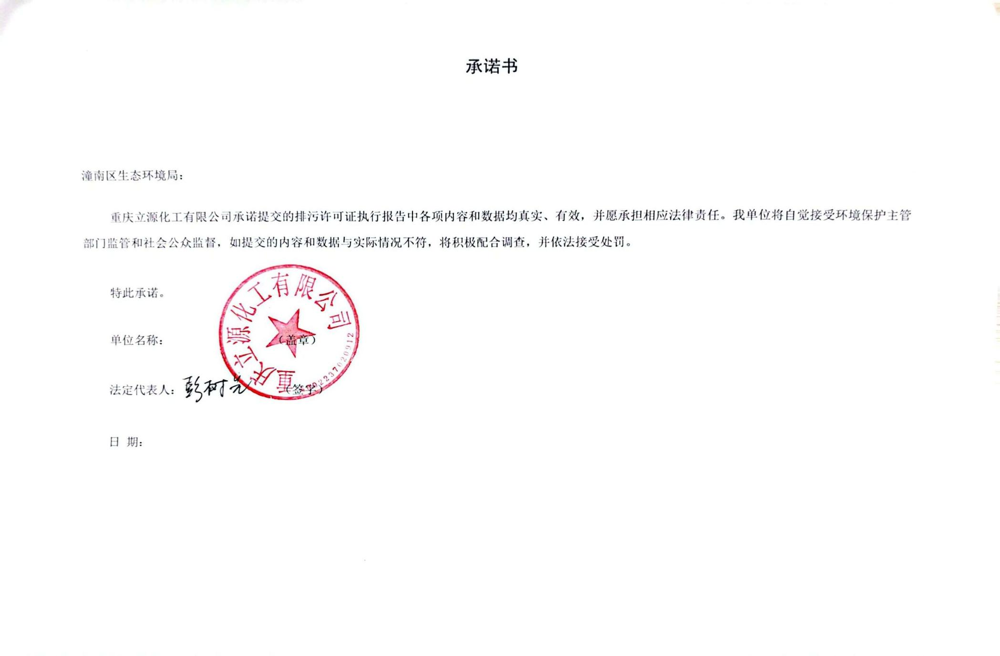 承诺书
潼南区生态环境局：
重庆立源化工有限公司承诺提交的排污许可证执行报告中各项内容和数据均真实、有效，并愿承担相应法律责任。我单位将自觉接受环境保护主管
部门监管和社会公众监督，如提交的内容和数据与实际情况不符，将积极配合调查，并依法接受处罚。
特此承诺。
重庆立源化工有限公司
单位名称：（盖章）
法定代表人：彭树光（签字）
日 期：